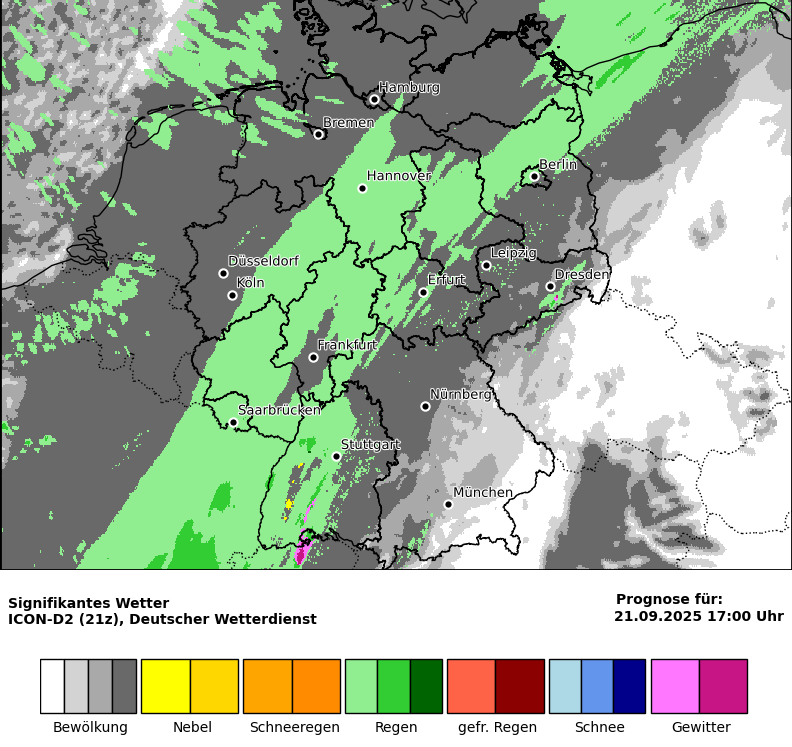 Hamburg
Bremen
Hannover
Berlin
Düsseldorf
Leipzig
Dresden
Köln
Erfurt
Frankfurt
Nürnberg
Saarbrücken
Stuttgart
München
Signifikantes Wetter
ICON-D2 (21z), Deutscher Wetterdienst
Prognose für:
21.09.2025 17:00 Uhr
Bewölkung
Nebel
Schneeregen
Regen
gefr. Regen
Schnee
Gewitter